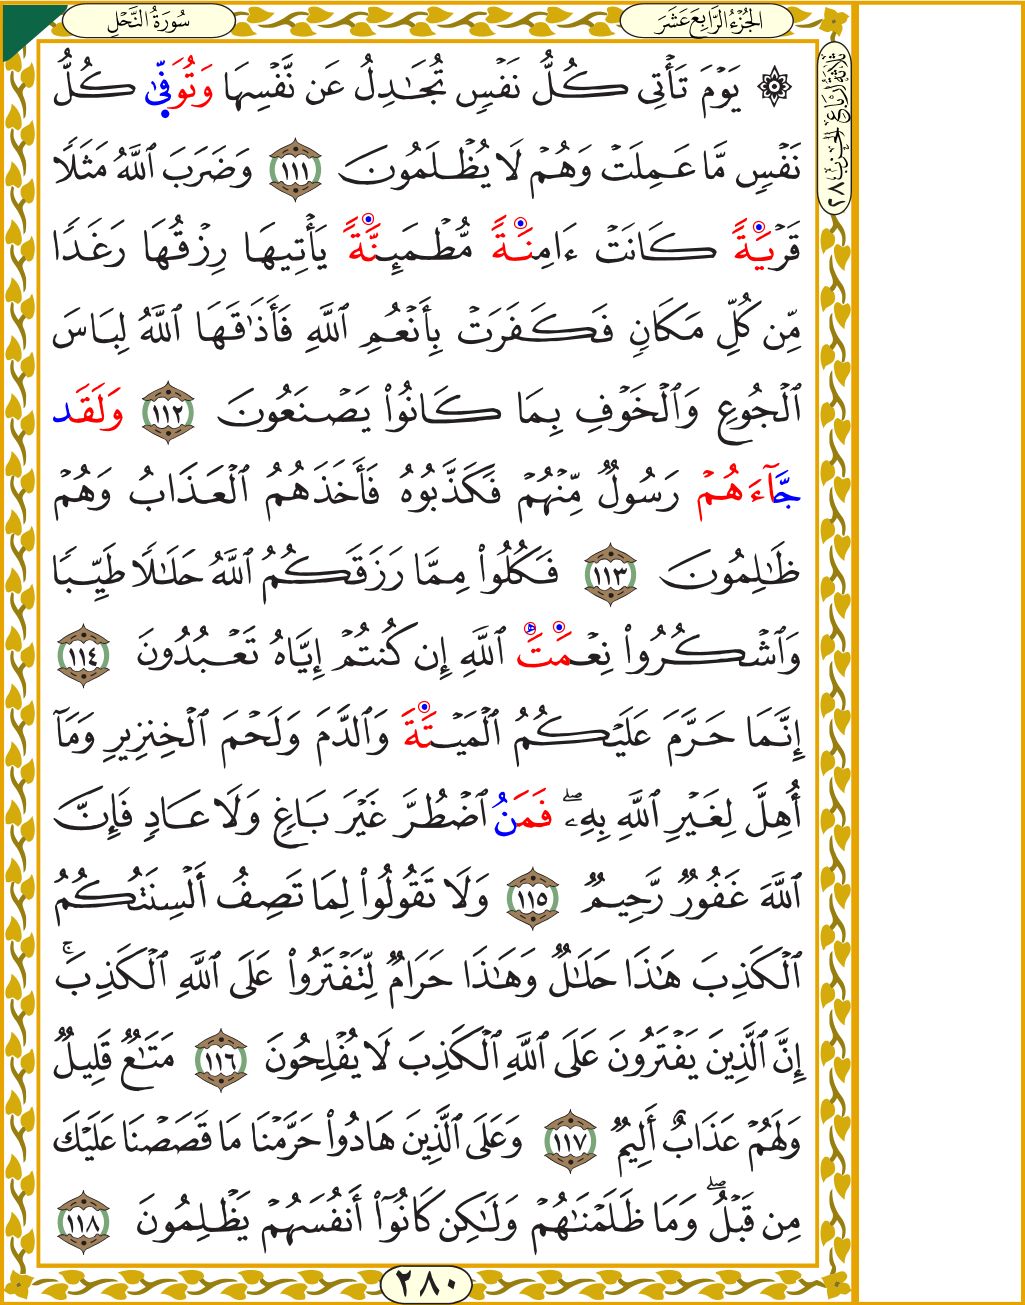 سُورَةُ النَّحْلِ
الجُزْءُ الرَّابِعَ عَشَرَ
ثَلَاثَةُ أَرْبَاعِ الحِزْبِ ٢٨
۞ يَوْمَ تَأْتِى كُلُّ نَفْسٍ تُجَـٰدِلُ عَن نَّفْسِهَا وَتُوَفّٜىٰ كُلُّ
نَفْسٍ مَّا عَمِلَتْ وَهُمْ لَا يُظْلَمُونَ ١١١ وَضَرَبَ ٱللَّهُ مَثَلًا
قَرْيَةً كَانَتْ ءَامِنَةً مُّطْمَئِنَّةً يَأْتِيهَا رِزْقُهَا رَغَدًا
مِّن كُلِّ مَكَانٍ فَكَفَرَتْ بِأَنْعُمِ ٱللَّهِ فَأَذَٰقَهَا ٱللَّهُ لِبَاسَ
ٱلْجُوعِ وَٱلْخَوْفِ بِمَا كَانُوا۟ يَصْنَعُونَ ١١٢ وَلَقَد
جَّآءَهُمْ رَسُولٌ مِّنْهُمْ فَكَذَّبُوهُ فَأَخَذَهُمُ ٱلْعَذَابُ وَهُمْ
ظَـٰلِمُونَ ١١٣ فَكُلُوا۟ مِمَّا رَزَقَكُمُ ٱللَّهُ حَلَـٰلًا طَيِّبًا
وَٱشْكُرُوا۟ نِعْمَتَ ٱللَّهِ إِن كُنتُمْ إِيَّاهُ تَعْبُدُونَ ١١٤
إِنَّمَا حَرَّمَ عَلَيْكُمُ ٱلْمَيْتَةَ وَٱلدَّمَ وَلَحْمَ ٱلْخِنزِيرِ وَمَآ
أُهِلَّ لِغَيْرِ ٱللَّهِ بِهِۦ ۖ فَمَنُ ٱضْطُرَّ غَيْرَ بَاغٍ وَلَا عَادٍ فَإِنَّ
ٱللَّهَ غَفُورٌ رَّحِيمٌ ١١٥ وَلَا تَقُولُوا۟ لِمَا تَصِفُ أَلْسِنَتُكُمُ
ٱلْكَذِبَ هَـٰذَا حَلَـٰلٌ وَهَـٰذَا حَرَامٌ لِّتَفْتَرُوا۟ عَلَى ٱللَّهِ ٱلْكَذِبَ ۚ
إِنَّ ٱلَّذِينَ يَفْتَرُونَ عَلَى ٱللَّهِ ٱلْكَذِبَ لَا يُفْلِحُونَ ١١٦ مَتَـٰعٌ قَلِيلٌ
وَلَهُمْ عَذَابٌ أَلِيمٌ ١١٧ وَعَلَى ٱلَّذِينَ هَادُوا۟ حَرَّمْنَا مَا قَصَصْنَا عَلَيْكَ
مِن قَبْلُ ۖ وَمَا ظَلَمْنَـٰهُمْ وَلَـٰكِن كَانُوٓا۟ أَنفُسَهُمْ يَظْلِمُونَ ١١٨
٢٨٠